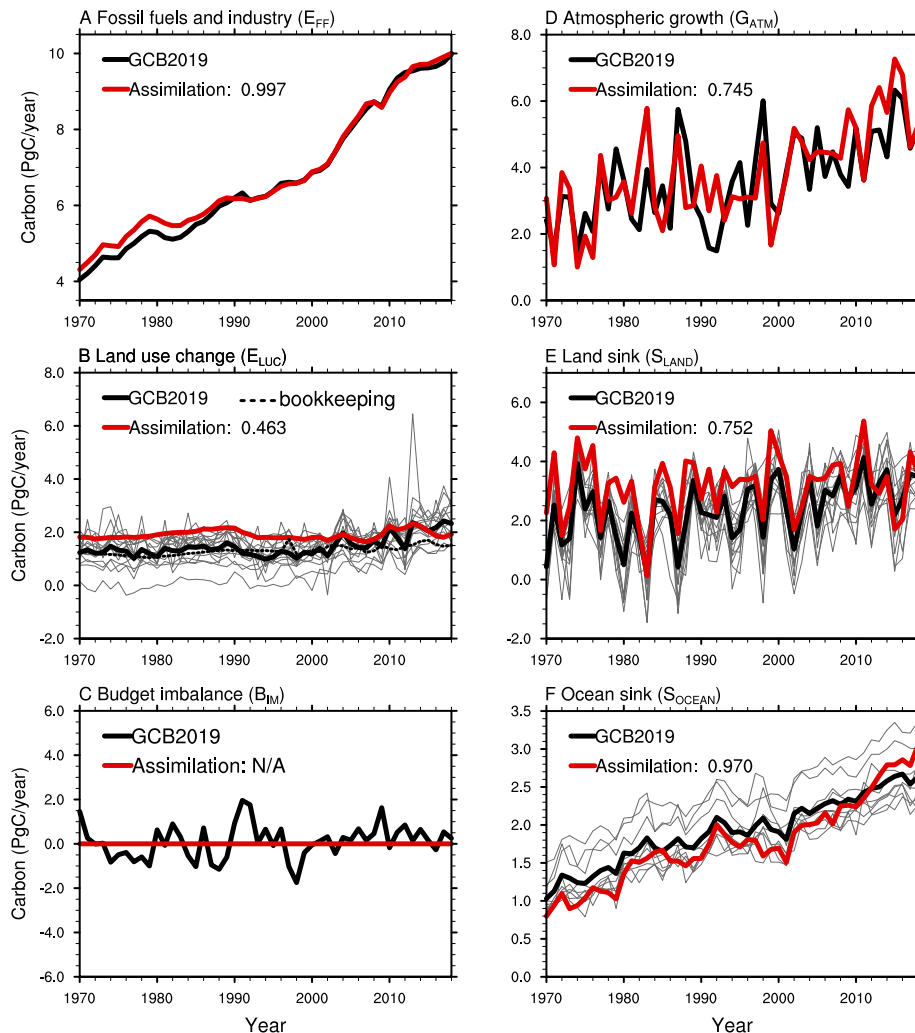 A Fossil fuels and industry (EFF)
GCB2019
Assimilation: 0.997
Carbon (PgC/year)
10
8
6
4
1970 1980 1990 2000 2010
D Atmospheric growth (GATM)
GCB2019
Assimilation: 0.745
8.0
6.0
4.0
2.0
0.0
1970 1980 1990 2000 2010
B Land use change (ELUC)
GCB2019 bookkeeping
Assimilation: 0.463
Carbon (PgC/year)
8.0
6.0
4.0
2.0
0.0
-2.0
1970 1980 1990 2000 2010
E Land sink (SLAND)
GCB2019
Assimilation: 0.752
6.0
4.0
2.0
0.0
-2.0
1970 1980 1990 2000 2010
C Budget imbalance (BIM)
GCB2019
Assimilation: N/A
Carbon (PgC/year)
6.0
4.0
2.0
0.0
-2.0
-4.0
-6.0
1970 1980 1990 2000 2010
Year
F Ocean sink (SOCEAN)
GCB2019
Assimilation: 0.970
3.5
3.0
2.5
2.0
1.5
1.0
0.5
0.0
1970 1980 1990 2000 2010
Year